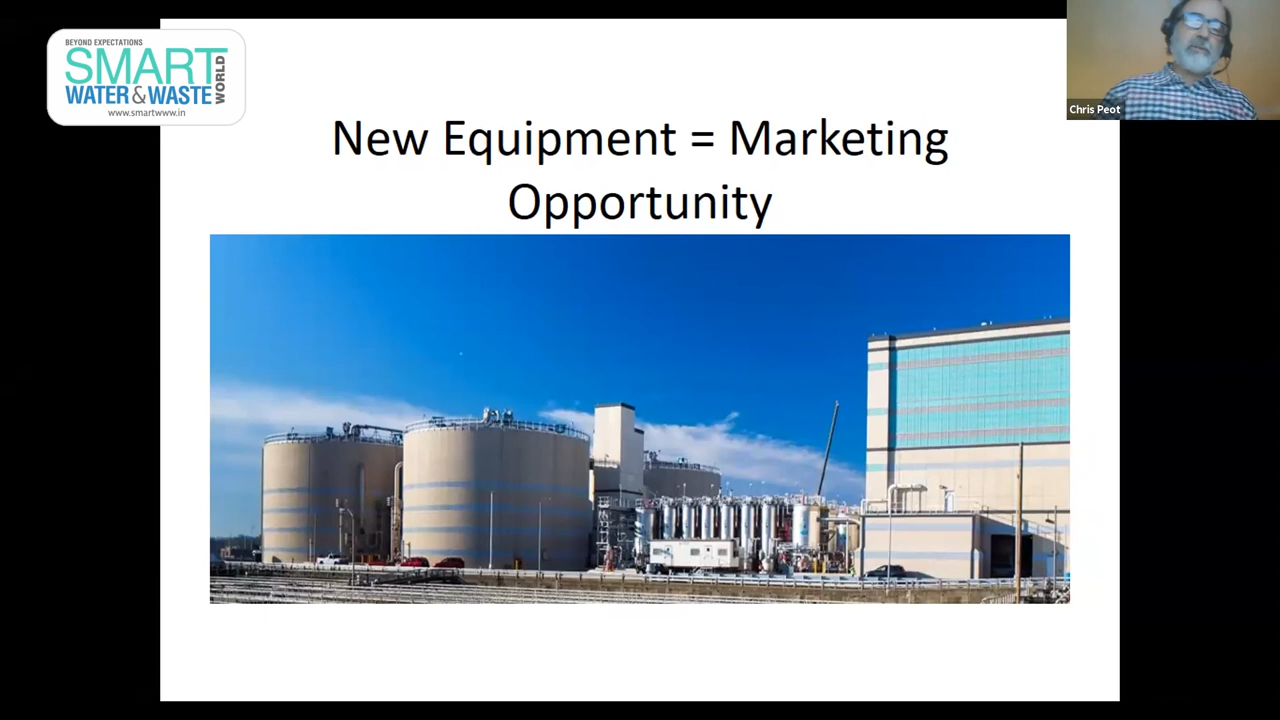 BEYOND EXPECTATIONS
SMART
WATER & WASTE
WORLD
www.smartwww.in
Chris Peot
New Equipment = Marketing
Opportunity